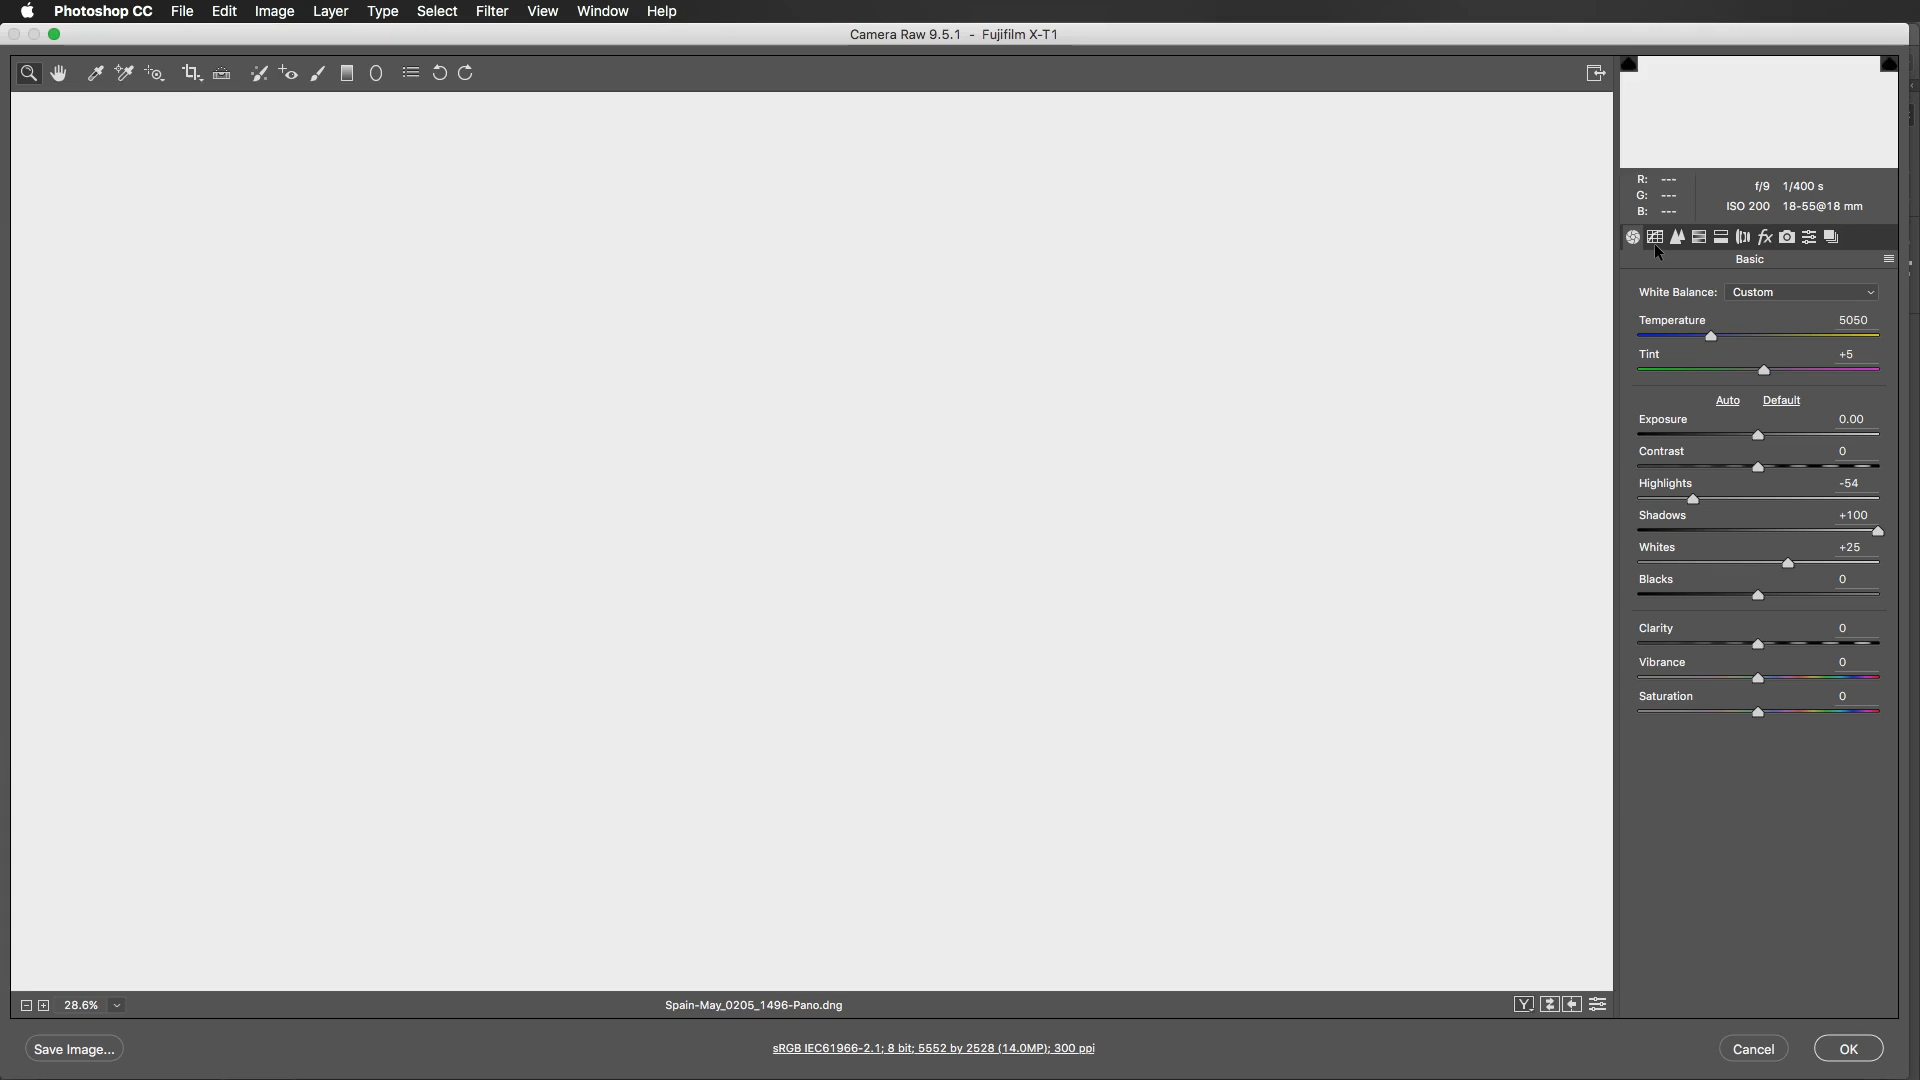 Photoshop CC File Edit Image Layer Type Select Filter View Window Help
Camera Raw 9.5.1 - Fujifilm X-T1
R: ---
G: ---
B: ---
f/9 1/400 s
ISO 200 18-55@18 mm
Basic
White Balance: Custom
Temperature 5050
Tint +5
Auto Default
Exposure 0.00
Contrast 0
Highlights -54
Shadows +100
Whites +25
Blacks 0
Clarity 0
Vibrance 0
Saturation 0
28.6%
Spain-May_0205_1496-Pano.dng
Y
Save Image...
sRGB IEC61966-2.1; 8 bit; 5552 by 2528 (14.0MP); 300 ppi
Cancel
OK